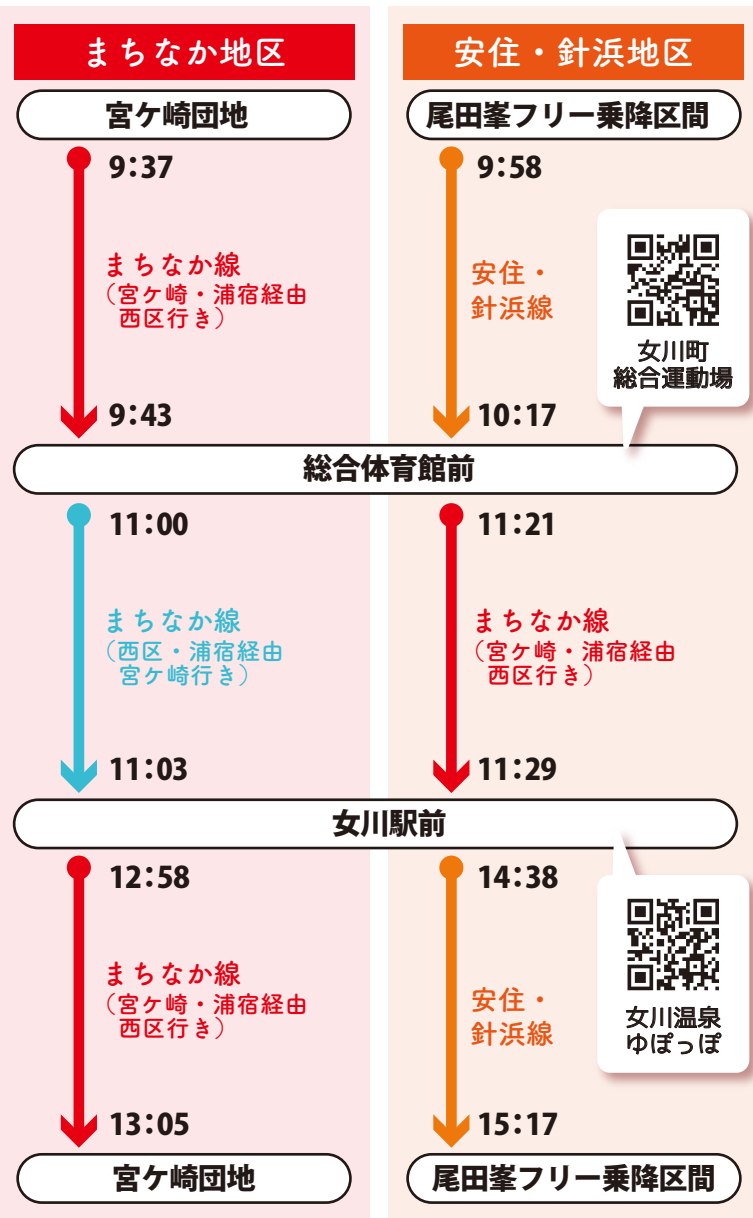 まちなか地区
宮ケ崎団地
9:37
まちなか線
（宮ケ崎・浦宿経由
西区行き）
9:43
安住・針浜地区
尾田峯フリー乗降区間
9:58
安住・
針浜線
10:17
女川町
総合運動場
総合体育館前
11:00
まちなか線
（西区・浦宿経由
宮ケ崎行き）
11:03
11:21
まちなか線
（宮ケ崎・浦宿経由
西区行き）
11:29
女川駅前
12:58
まちなか線
（宮ケ崎・浦宿経由
西区行き）
13:05
宮ケ崎団地
14:38
安住・
針浜線
15:17
女川温泉
ゆぽっぽ
尾田峯フリー乗降区間